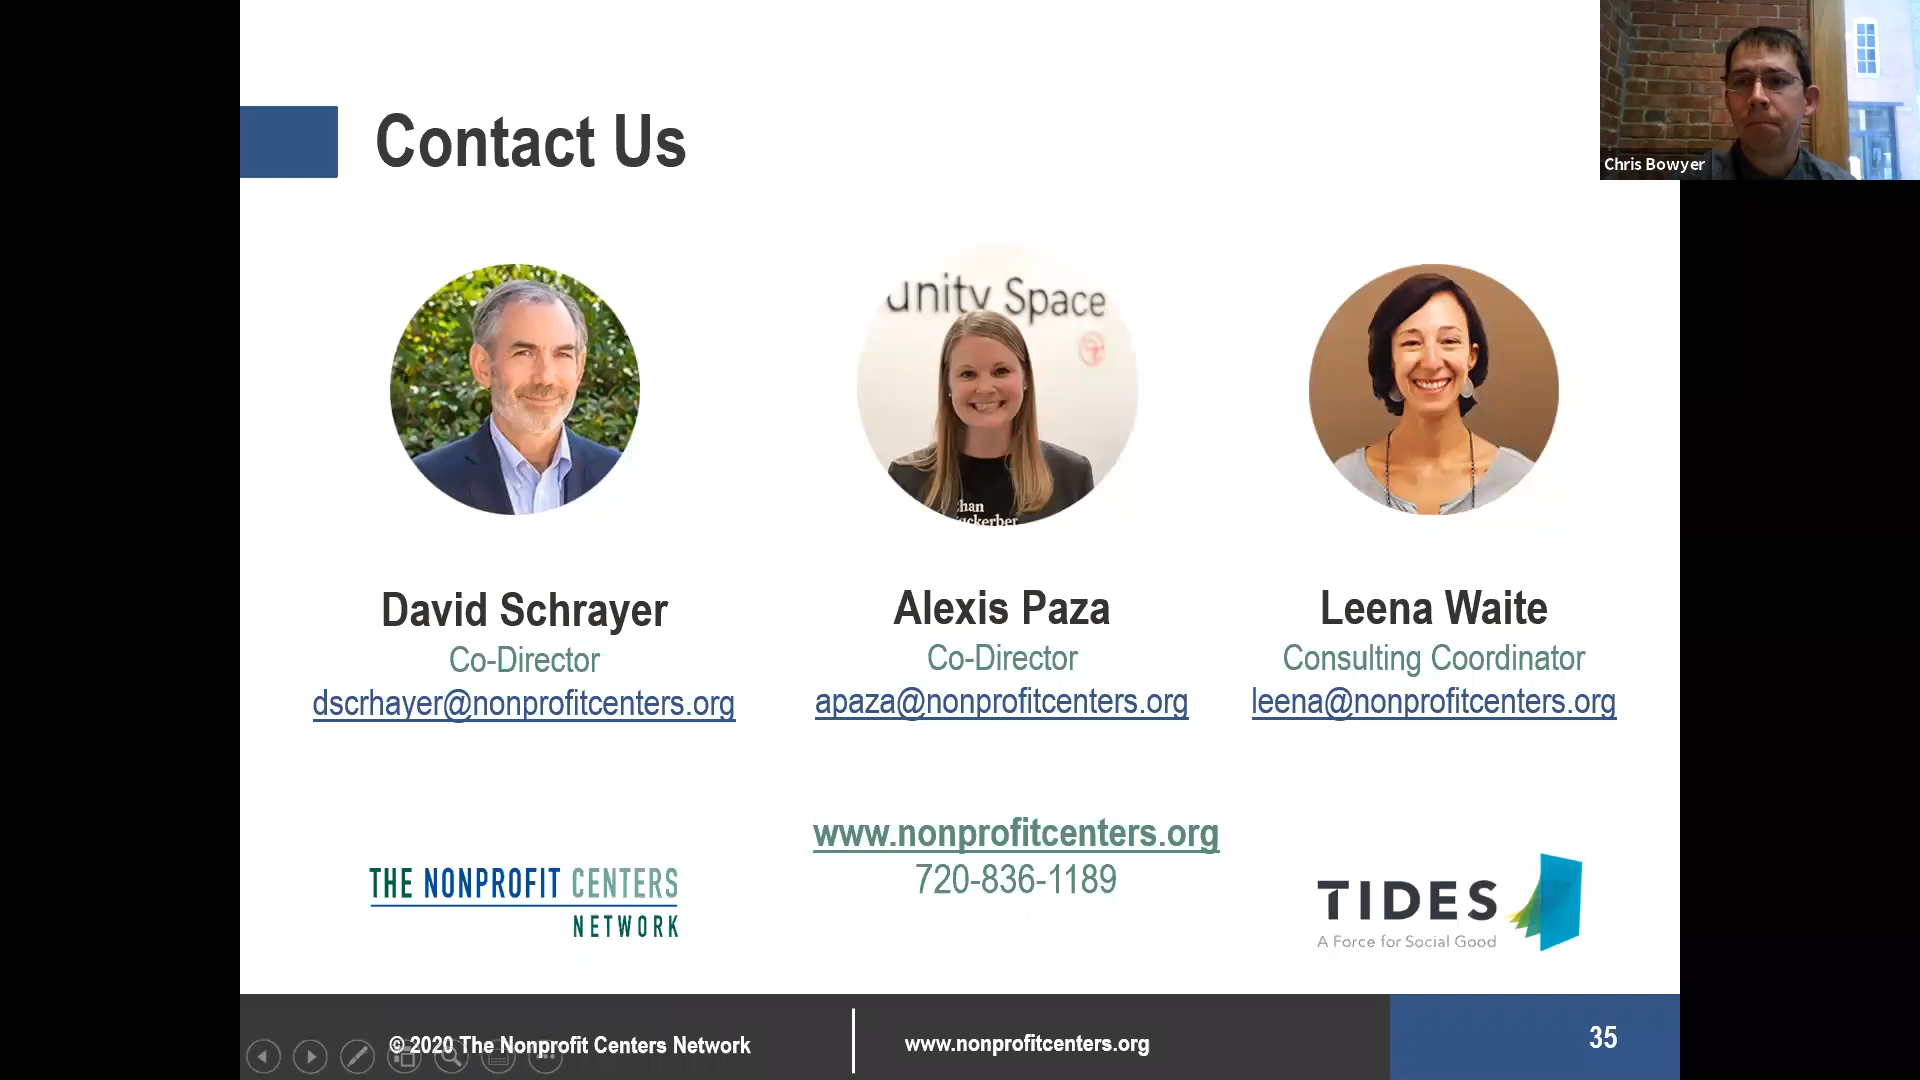 Contact Us
Chris Bowyer
unity Space
han
uckerber
David Schrayer
Co-Director
dscrhayer@nonprofitcenters.org
Alexis Paza
Co-Director
apaza@nonprofitcenters.org
Leena Waite
Consulting Coordinator
leena@nonprofitcenters.org
www.nonprofitcenters.org
720-836-1189
THE NONPROFIT CENTERS
NETWORK
TIDES
A Force for Social Good
© 2020 The Nonprofit Centers Network
www.nonprofitcenters.org
35